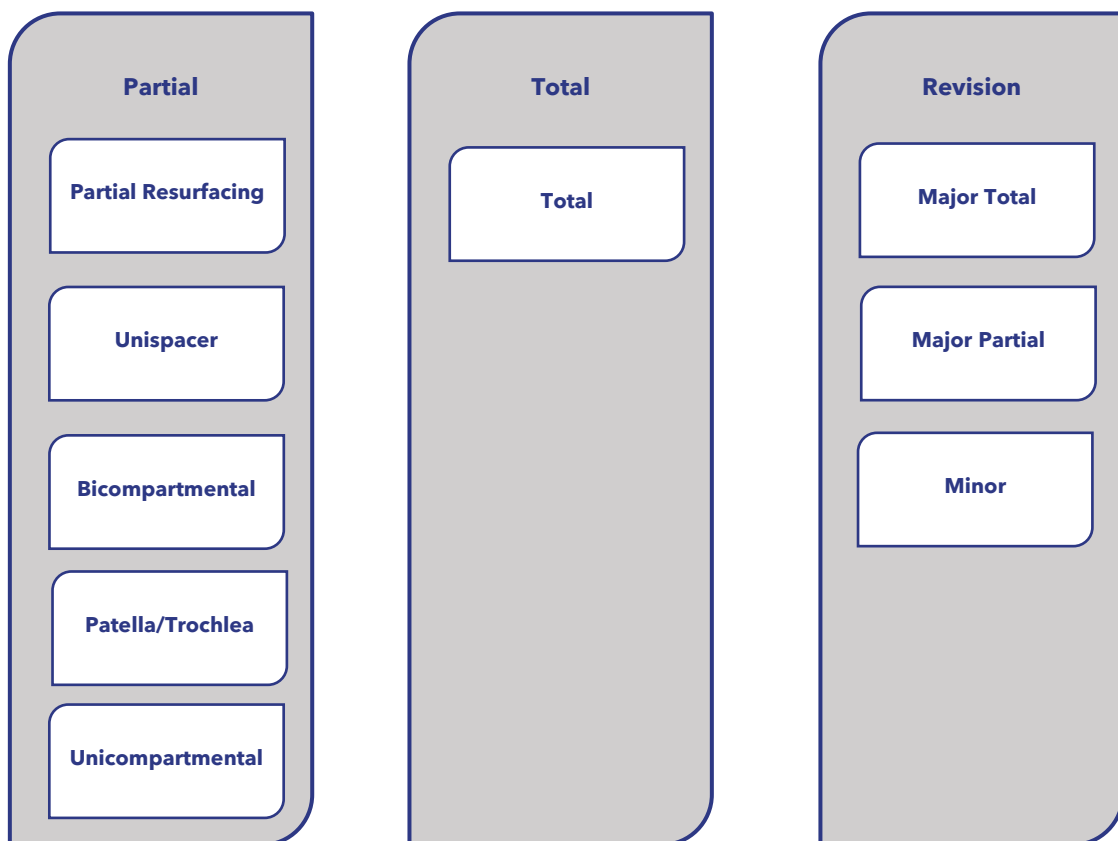 Partial
Partial Resurfacing
Unispacer
Bicompartmental
Patella/Trochlea
Unicompartmental
Total
Total
Revision
Major Total
Major Partial
Minor